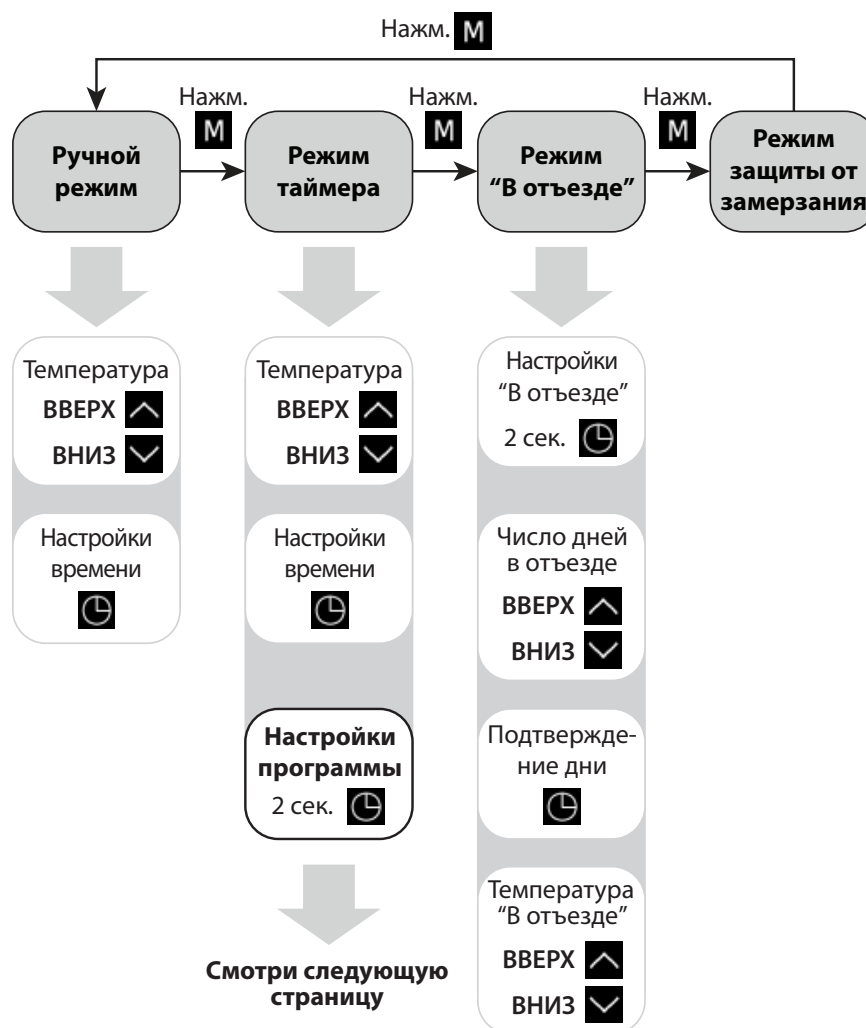 Нажм. M
Нажм.
M
Нажм.
M
Нажм.
M
Ручной
режим
Режим
таймера
Режим
“В отъезде”
Режим
защиты от
замерзания
Температура
ВВЕРХ
ВНИЗ
Настройки
времени
Температура
ВВЕРХ
ВНИЗ
Настройки
времени
Настройки
программы
2 сек.
Смотри следующую
страницу
Настройки
“В отъезде”
2 сек.
Число дней
в отъезде
ВВЕРХ
ВНИЗ
Подтвержде-
ние дни
Температура
“В отъезде”
ВВЕРХ
ВНИЗ